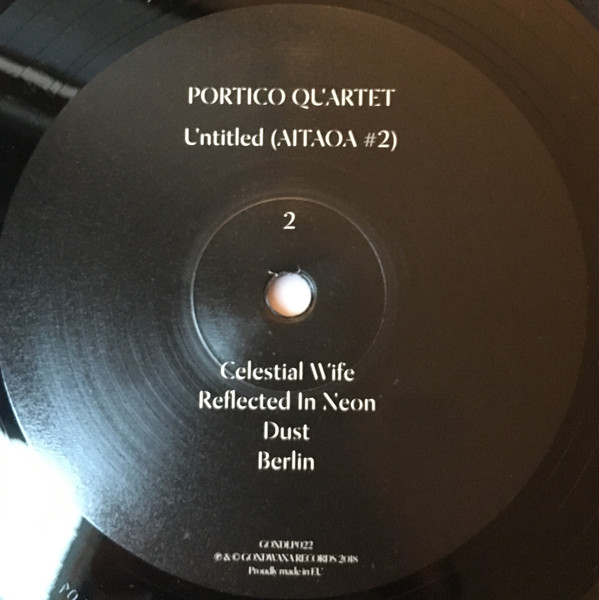 PORTICO QUARTET
Untitled (AITAOA #2)
2
Celestial Wife
Reflected In Neon
Dust
Berlin
GONDLP022
℗ & © GONDWANA RECORDS 2018
Proudly made in EU